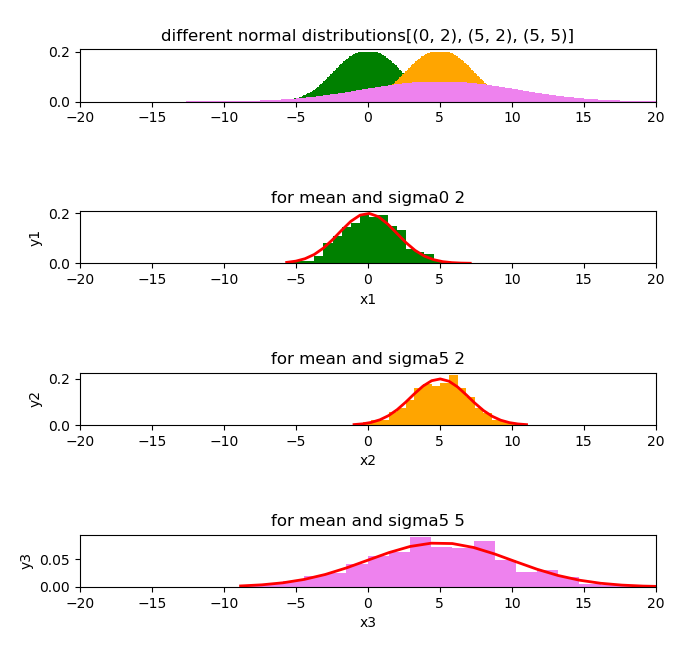 different normal distributions[(0, 2), (5, 2), (5, 5)]
0.2
0.0
−20 −15 −10 −5 0 5 10 15 20
for mean and sigma0 2
0.2
0.0
y1
−20 −15 −10 −5 0 5 10 15 20
x1
for mean and sigma5 2
0.2
0.0
y2
−20 −15 −10 −5 0 5 10 15 20
x2
for mean and sigma5 5
0.05
0.00
y3
−20 −15 −10 −5 0 5 10 15 20
x3